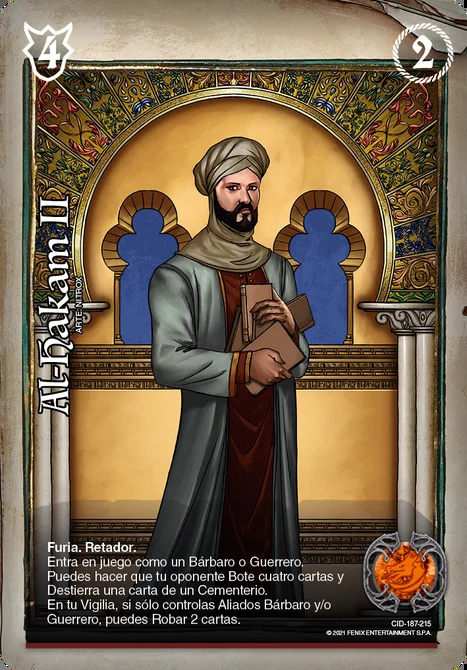 4
2
Al-Hakam II
ARTE: NITROX
Furia. Retador.
Entra en juego como un Bárbaro o Guerrero.
Puedes hacer que tu oponente Bote cuatro cartas y
Destierra una carta de un Cementerio.
En tu Vigilia, si sólo controlas Aliados Bárbaro y/o
Guerrero, puedes Robar 2 cartas.
CID-187-215
© 2021 FENIX ENTERTAINMENT S.P.A.